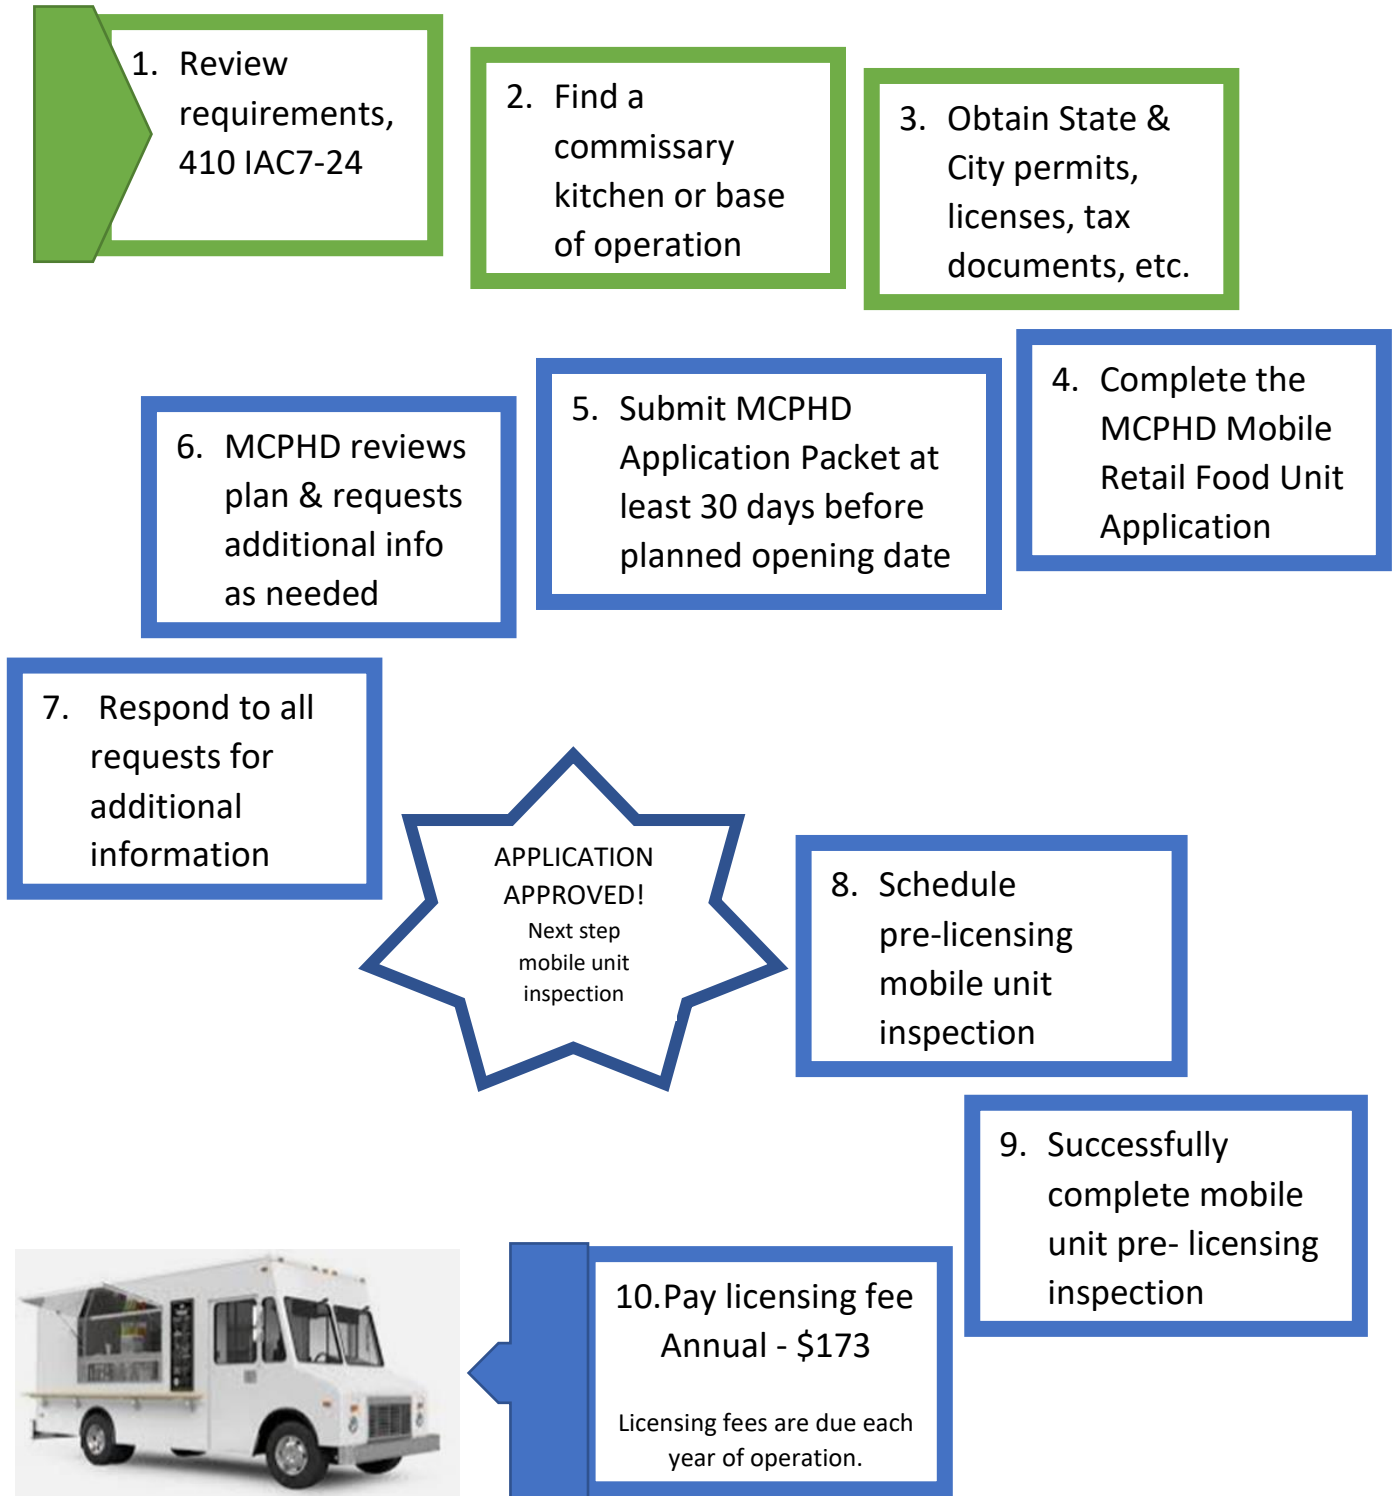 1. Review
requirements,
410 IAC7-24
2. Find a
commissary
kitchen or base
of operation
3. Obtain State &
City permits,
licenses, tax
documents, etc.
4. Complete the
MCPHD Mobile
Retail Food Unit
Application
5. Submit MCPHD
Application Packet at
least 30 days before
planned opening date
6. MCPHD reviews
plan & requests
additional info
as needed
7. Respond to all
requests for
additional
information
APPLICATION
APPROVED!
Next step
mobile unit
inspection
8. Schedule
pre-licensing
mobile unit
inspection
9. Successfully
complete mobile
unit pre- licensing
inspection
10.Pay licensing fee
Annual - $173
Licensing fees are due each
year of operation.